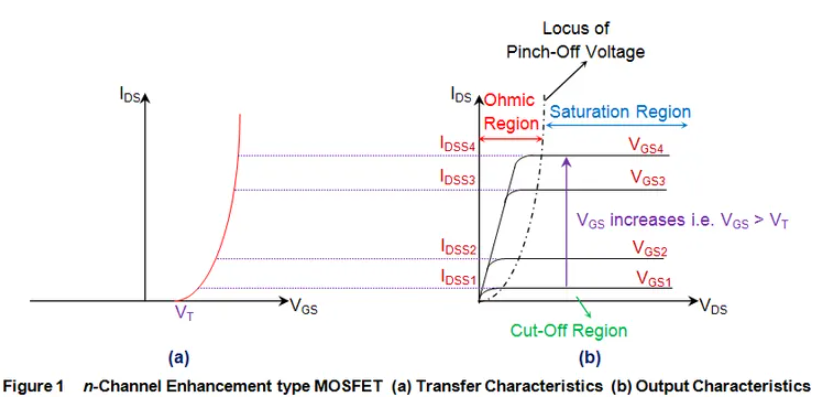 Locus of
Pinch-Off Voltage
IDS
IDS
Ohmic
Region
Saturation Region
IDSS4
VGS4
IDSS3
VGS3
VGS increases i.e. VGS > VT
IDSS2
VGS2
IDSS1
VGS1
VT
VGS
VDS
Cut-Off Region
(a)
(b)
Figure 1 n-Channel Enhancement type MOSFET (a) Transfer Characteristics (b) Output Characteristics